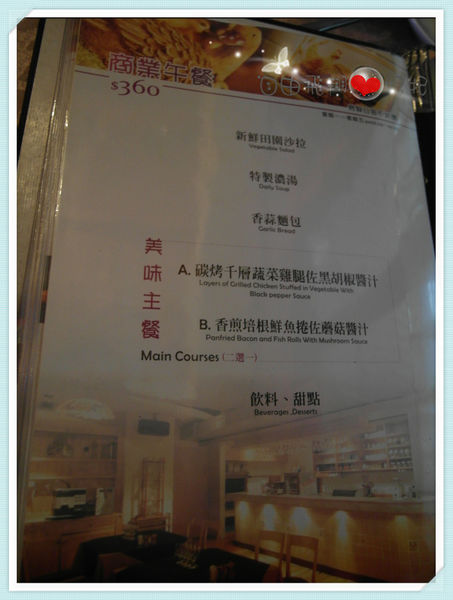 商業午餐
$360
新鮮田園沙拉
Vegetable Salad
特製濃湯
Daily Soup
香蒜麵包
Garlic Bread
美味主餐
A. 碳烤千層蔬菜雞腿佐黑胡椒醬汁
Layers of Grilled Chicken Stuffed in Vegetable With
Black pepper Sauce
B. 香煎培根鮮魚捲佐蘑菇醬汁
Panfried Bacon and Fish Rolls With Mushroom Sauce
Main Courses (二選一)
飲料、甜點
Beverages ,Desserts